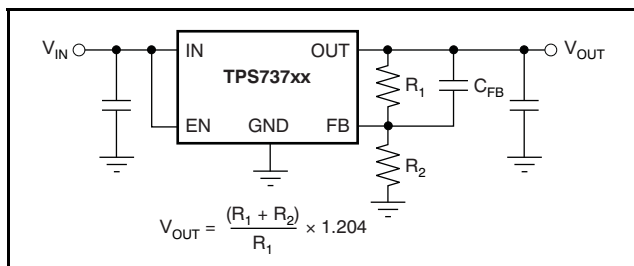 V_IN
IN
OUT
V_OUT
TPS737xx
R_1
C_FB
EN
GND
FB
R_2
V_OUT = (R_1 + R_2) / R_1 × 1.204